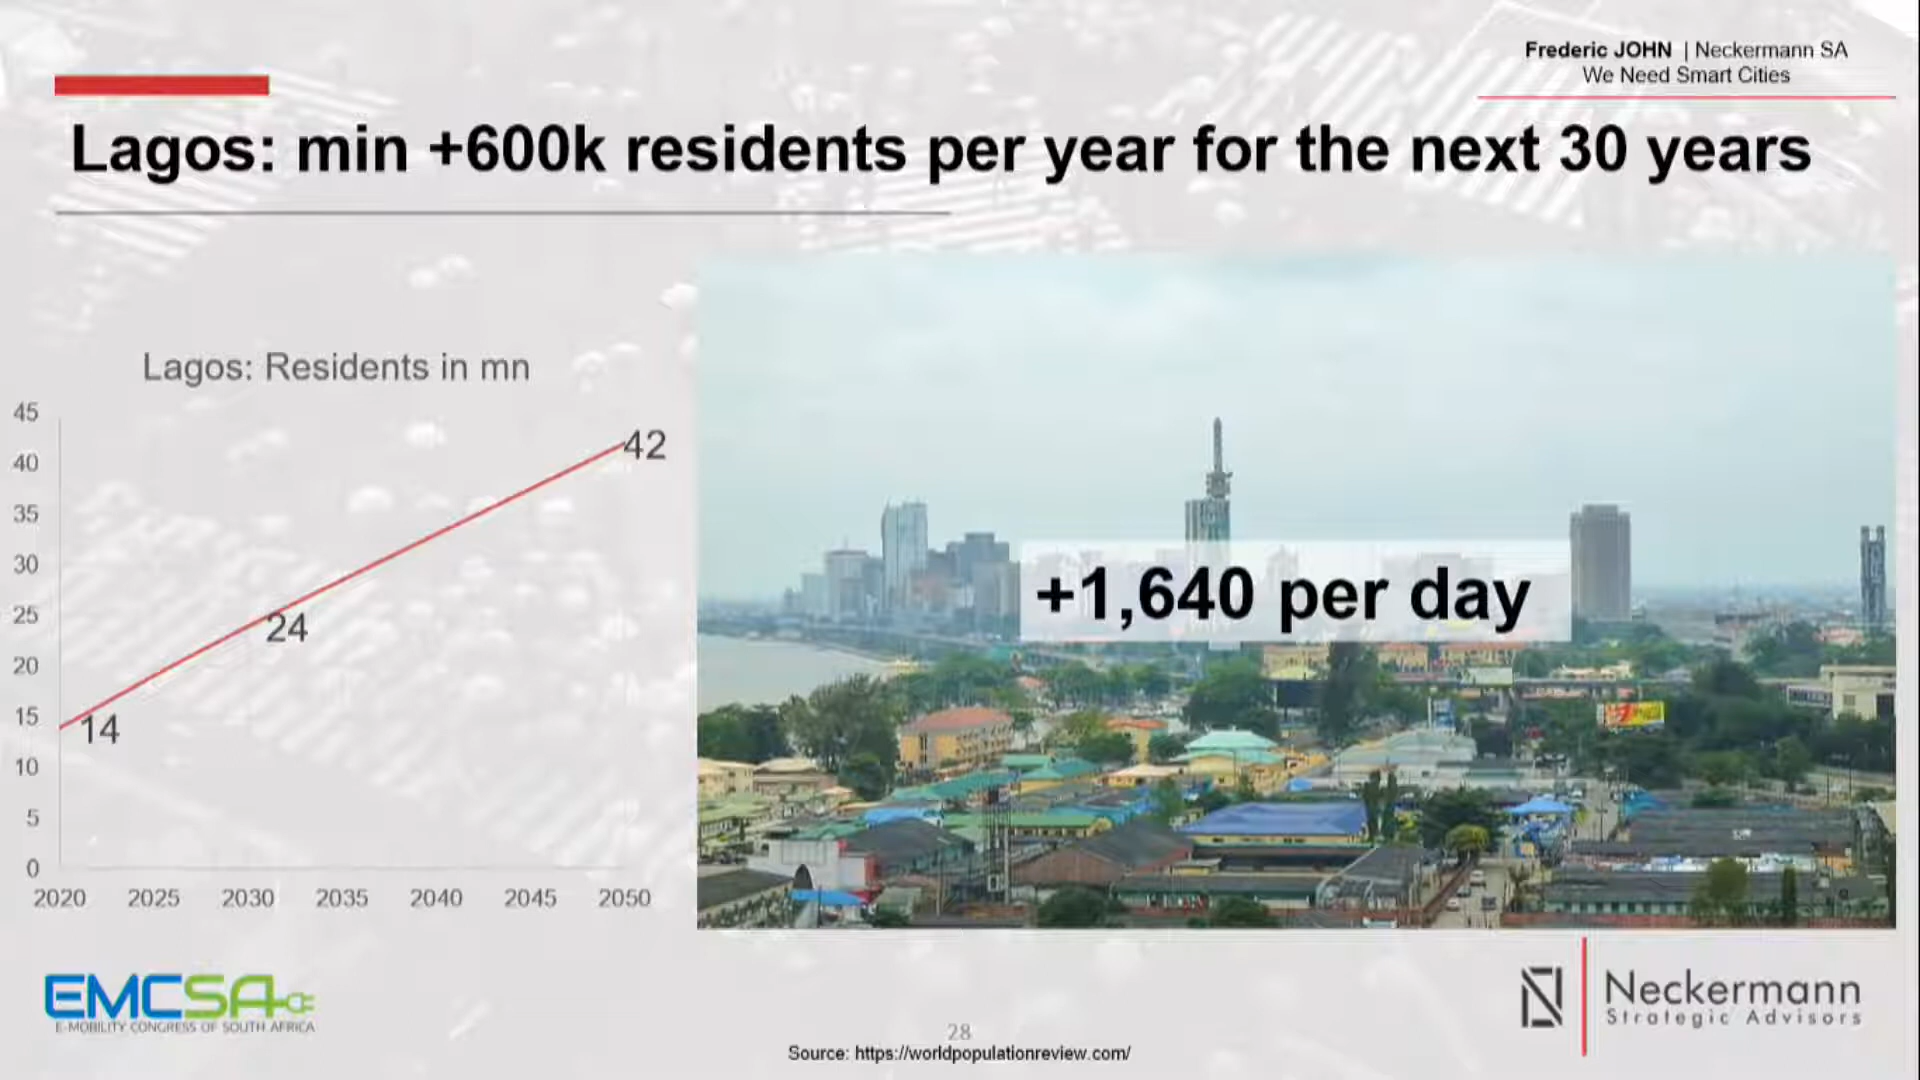 Frederic JOHN | Neckermann SA
We Need Smart Cities
Lagos: min +600k residents per year for the next 30 years
Lagos: Residents in mn
45
40
35
30
25
20
15
10
5
0
42
24
14
2020 2025 2030 2035 2040 2045 2050
+1,640 per day
EMCSA
E-MOBILITY CONGRESS OF SOUTH AFRICA
28
Source: https://worldpopulationreview.com/
Neckermann
Strategic Advisors